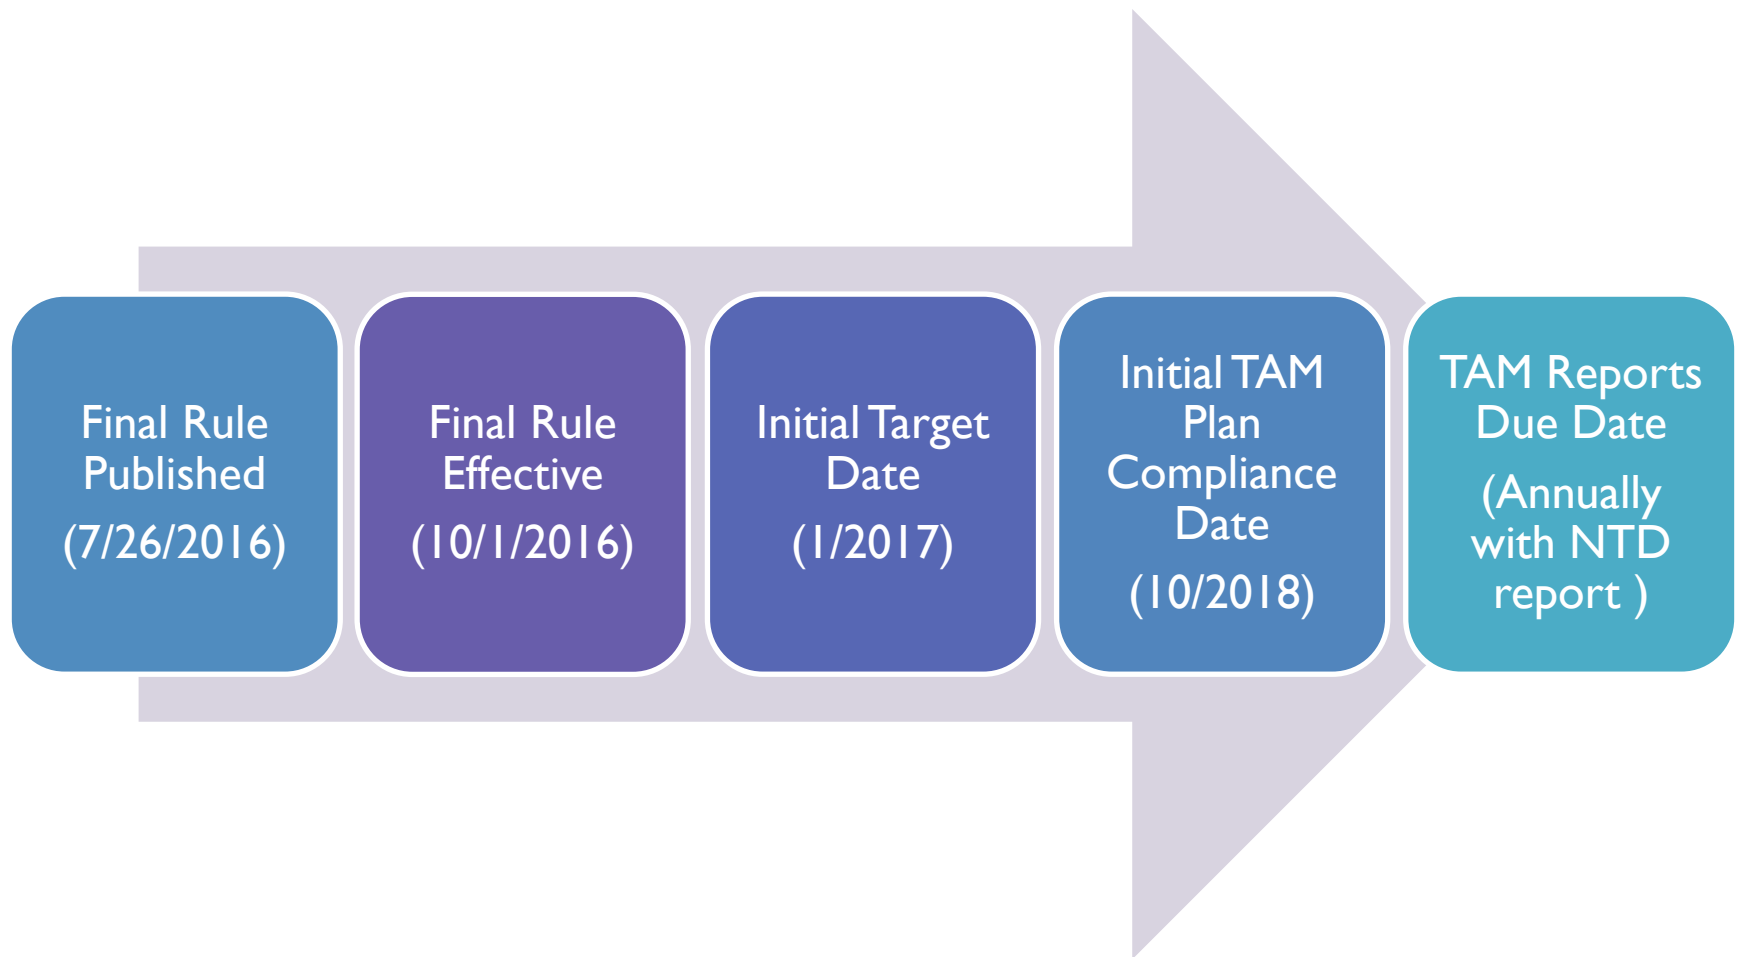 Final Rule
Published
(7/26/2016)
Final Rule
Effective
(10/1/2016)
Initial Target
Date
(1/2017)
Initial TAM
Plan
Compliance
Date
(10/2018)
TAM Reports
Due Date
(Annually
with NTD
report )